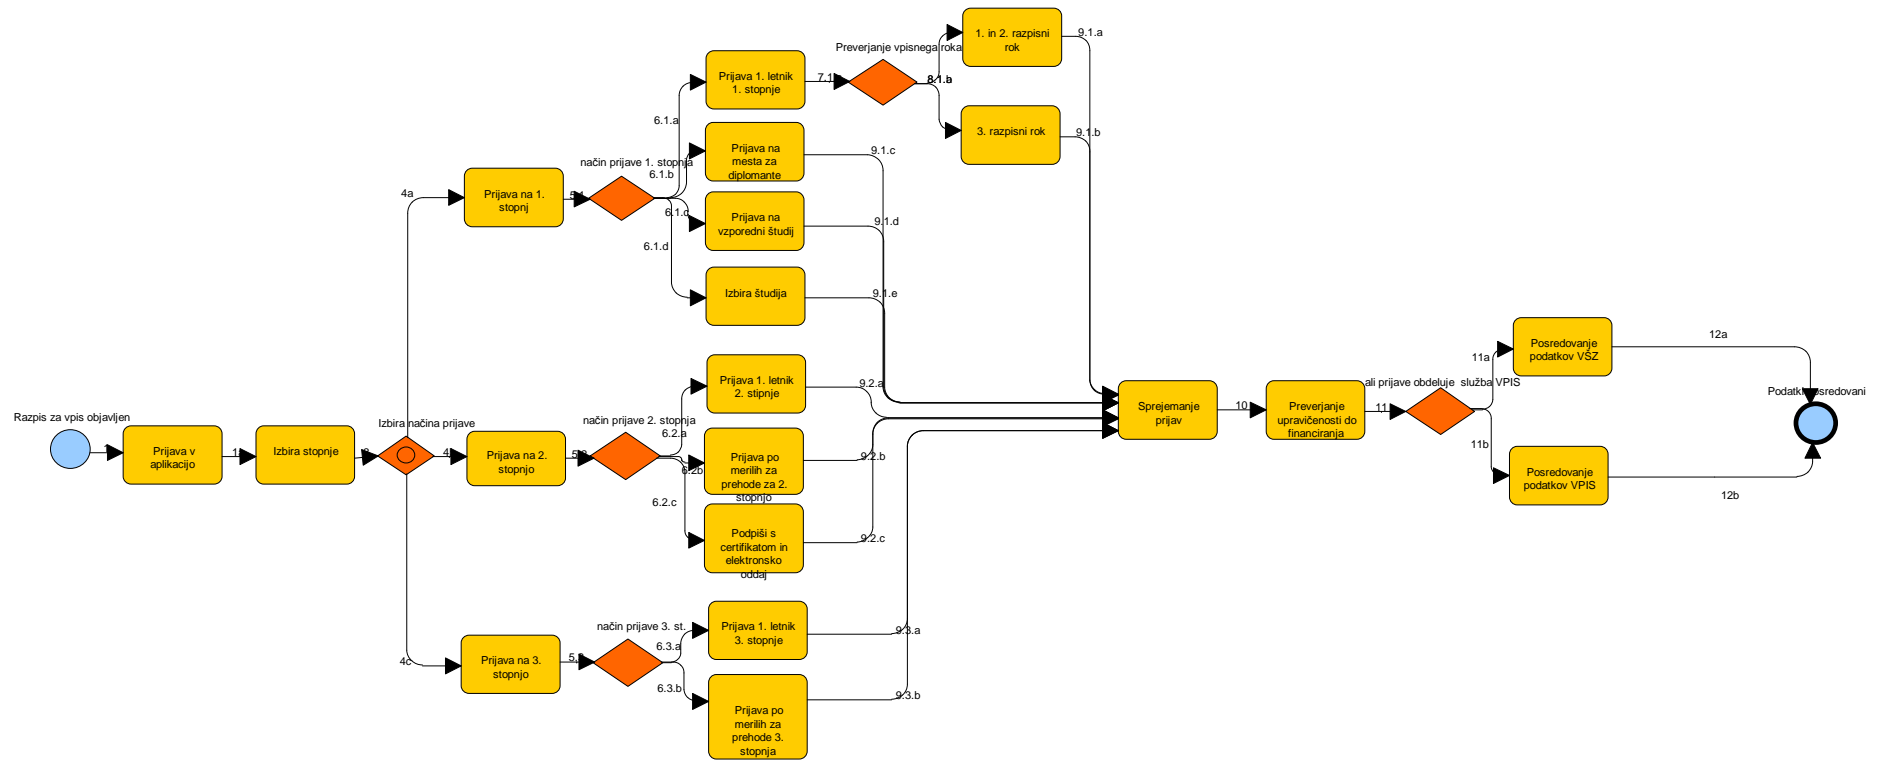 Razpis za vpis objavljen
Prijava v
aplikacijo
Izbira stopnje
Izbira načina prijave
4a
4c
Prijava na 1.
stopnj
Prijava na 2.
stopnjo
Prijava na 3.
stopnjo
način prijave 1. stopnja
6.1.a
6.1.b
6.1.c
6.1.d
način prijave 2. stopnja
6.2.a
6.2b
6.2.c
način prijave 3. st.
6.3.a
6.3.b
Prijava 1. letnik
1. stopnje
Prijava na
mesta za
diplomante
Prijava na
vzporedni študij
Izbira študija
Prijava 1. letnik
2. stipnje
Prijava po
merilih za
prehode za 2.
stopnjo
Podpiši s
certifikatom in
elektronsko
oddaj
Prijava 1. letnik
3. stopnje
Prijava po
merilih za
prehode 3.
stopnja
Preverjanje vpisnega roka
1. in 2. razpisni
rok
3. razpisni rok
9.1.a
9.1.b
9.1.c
9.1.d
9.1.e
9.2.a
9.2.b
9.2.c
9.3.a
9.3.b
Sprejemanje
prijav
10
Preverjanje
upravičenosti do
financiranja
11
ali prijave obdeluje služba VPIS
11a
11b
Posredovanje
podatkov VŠZ
Posredovanje
podatkov VPIS
12a
12b
Podatki posredovani